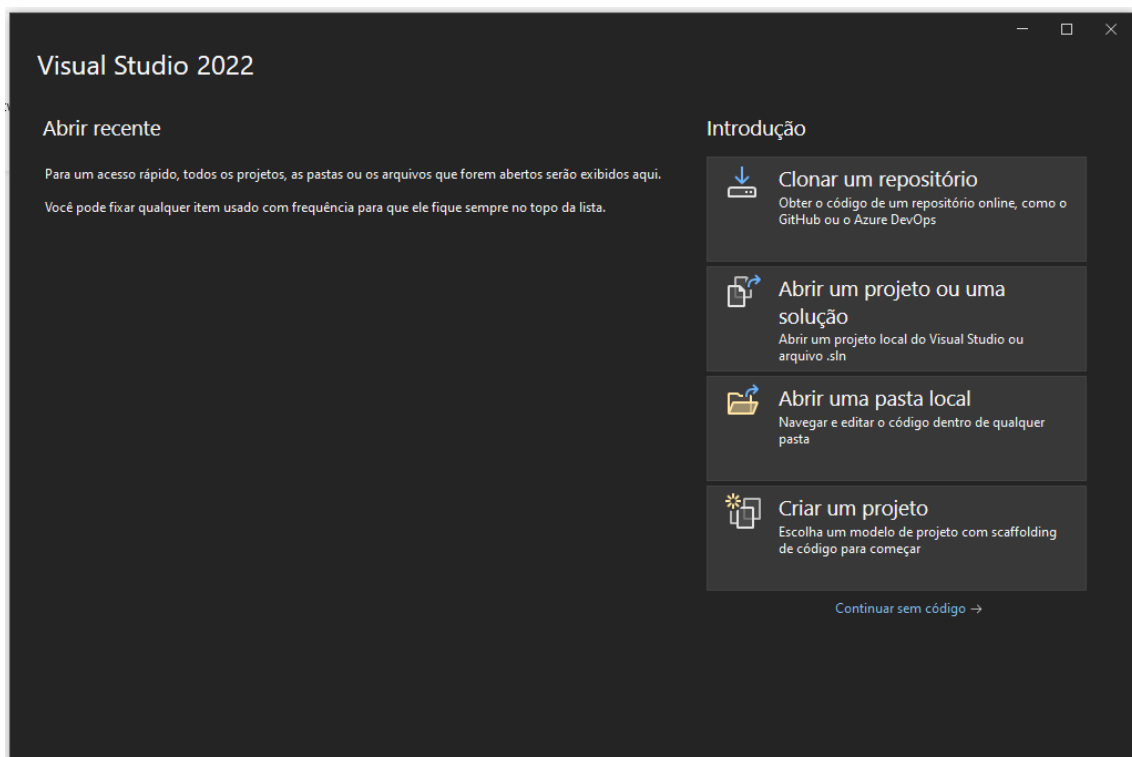 Visual Studio 2022
Abrir recente
Para um acesso rápido, todos os projetos, as pastas ou os arquivos que forem abertos serão exibidos aqui.
Você pode fixar qualquer item usado com frequência para que ele fique sempre no topo da lista.
Introdução
Clonar um repositório
Obter o código de um repositório online, como o
GitHub ou o Azure DevOps
Abrir um projeto ou uma
solução
Abrir um projeto local do Visual Studio ou
arquivo .sln
Abrir uma pasta local
Navegar e editar o código dentro de qualquer
pasta
Criar um projeto
Escolha um modelo de projeto com scaffolding
de código para começar
Continuar sem código →